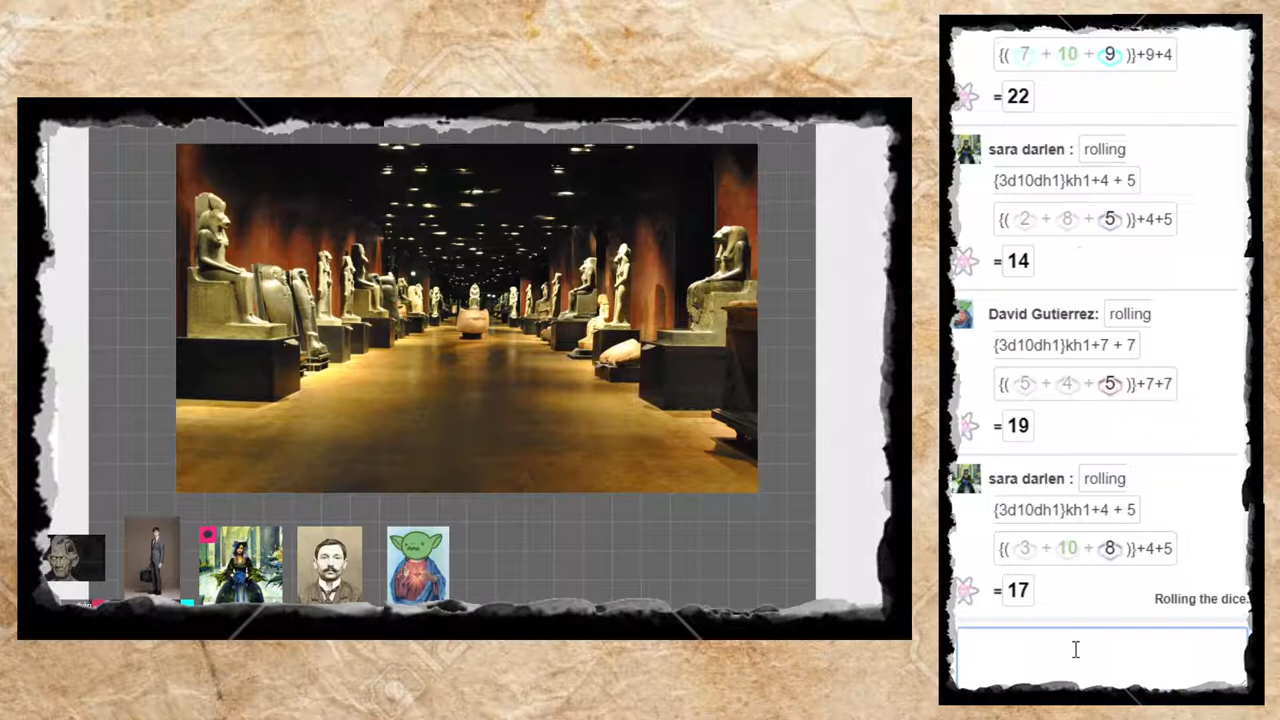 {( 7 + 10 + 9 )}+9+4
= 22
sara darlen : rolling
{3d10dh1}kh1+4 + 5
{( 2 + 8 + 5 )}+4+5
= 14
David Gutierrez: rolling
{3d10dh1}kh1+7 + 7
{( 5 + 4 + 5 )}+7+7
= 19
sara darlen : rolling
{3d10dh1}kh1+4 + 5
{( 3 + 10 + 8 )}+4+5
= 17
Rolling the dice.